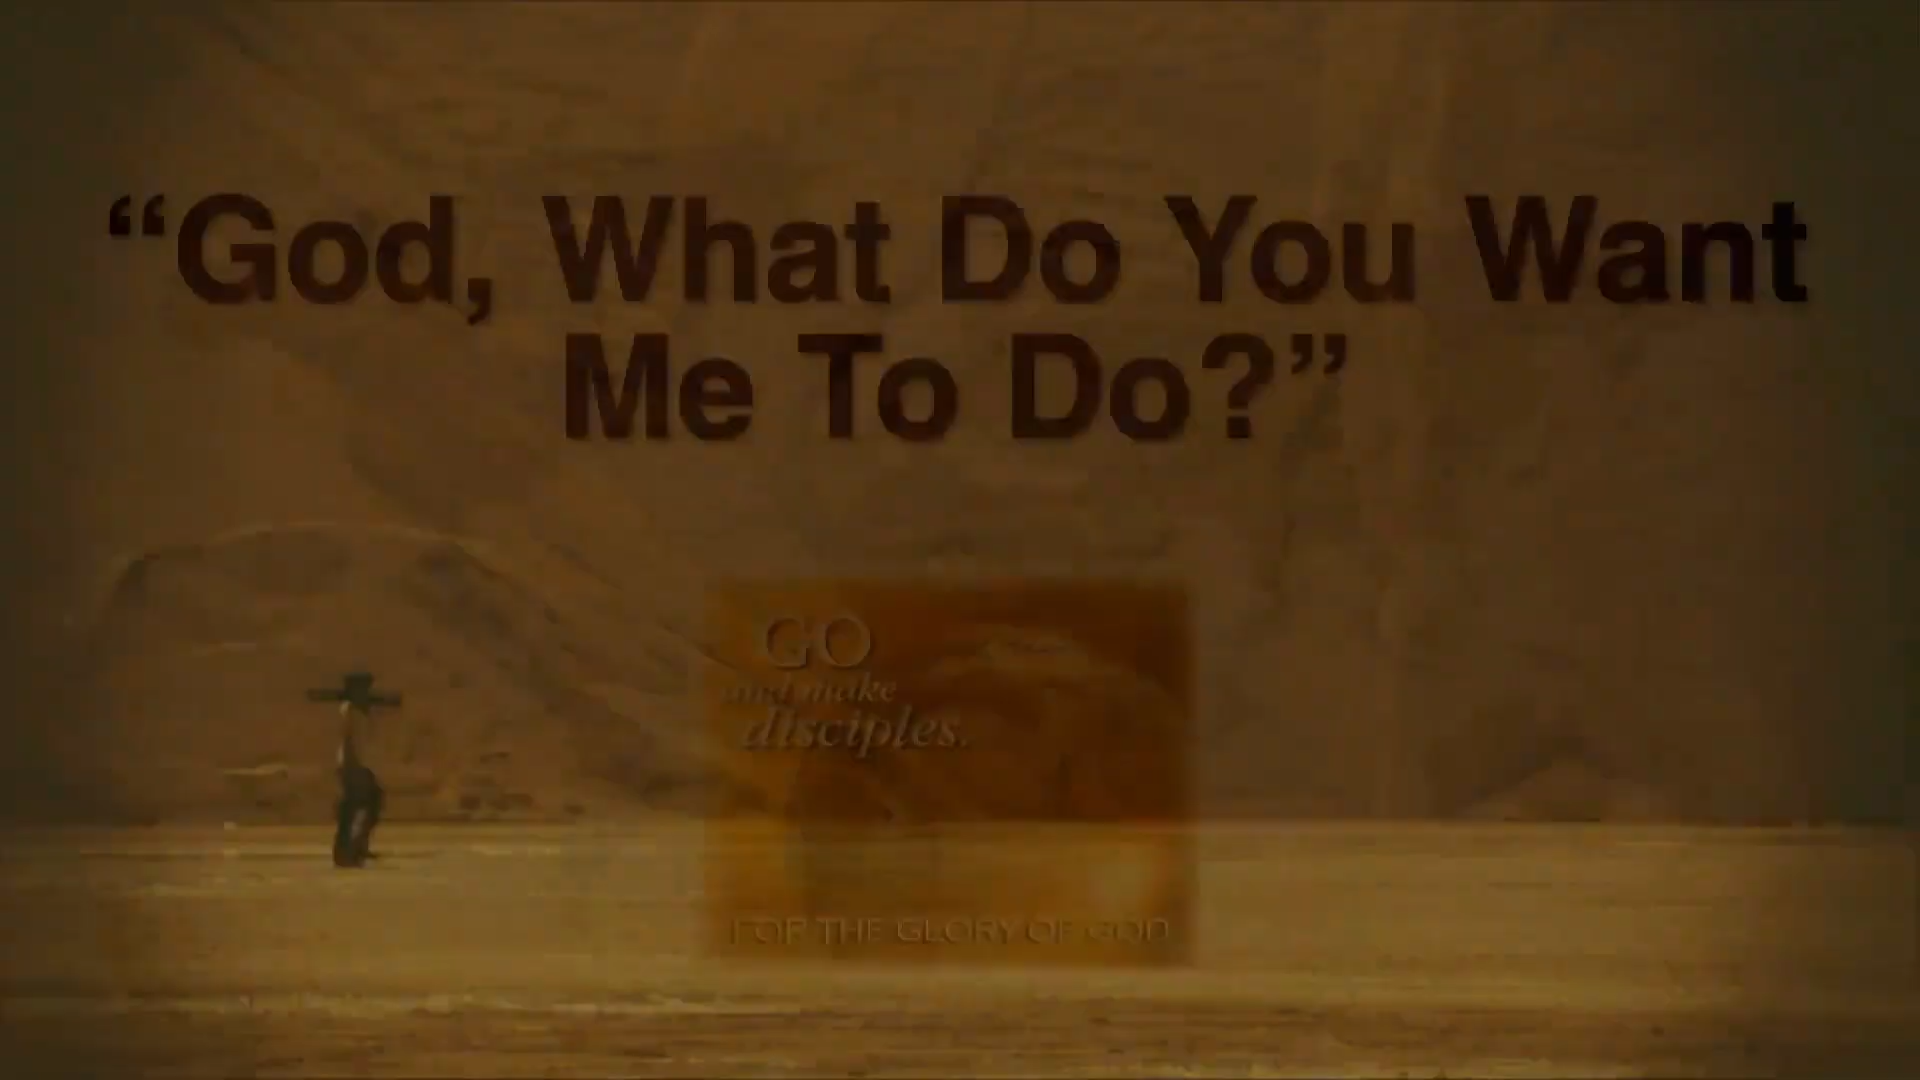 “God, What Do You Want
Me To Do?”
GO
and make
disciples.
FOR THE GLORY OF GOD